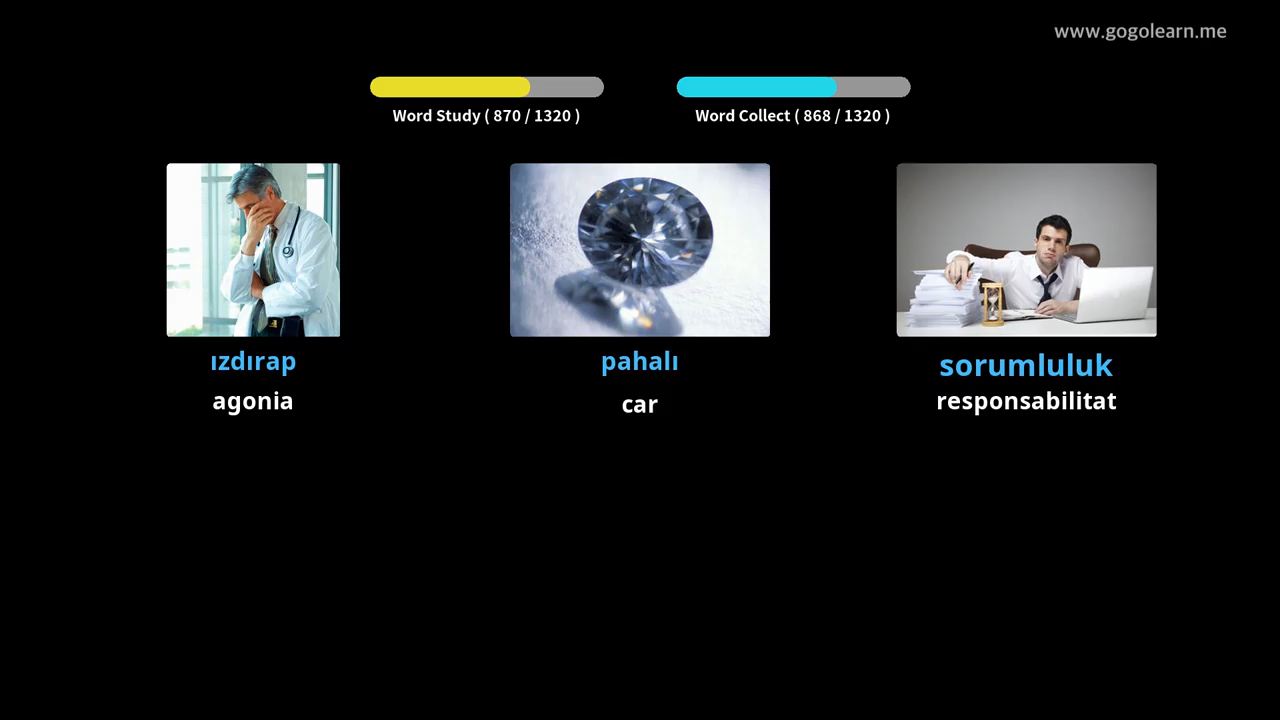 www.gogolearn.me
Word Study ( 870 / 1320 )
Word Collect ( 868 / 1320 )
ızdırap
agonia
pahalı
car
sorumluluk
responsabilitat